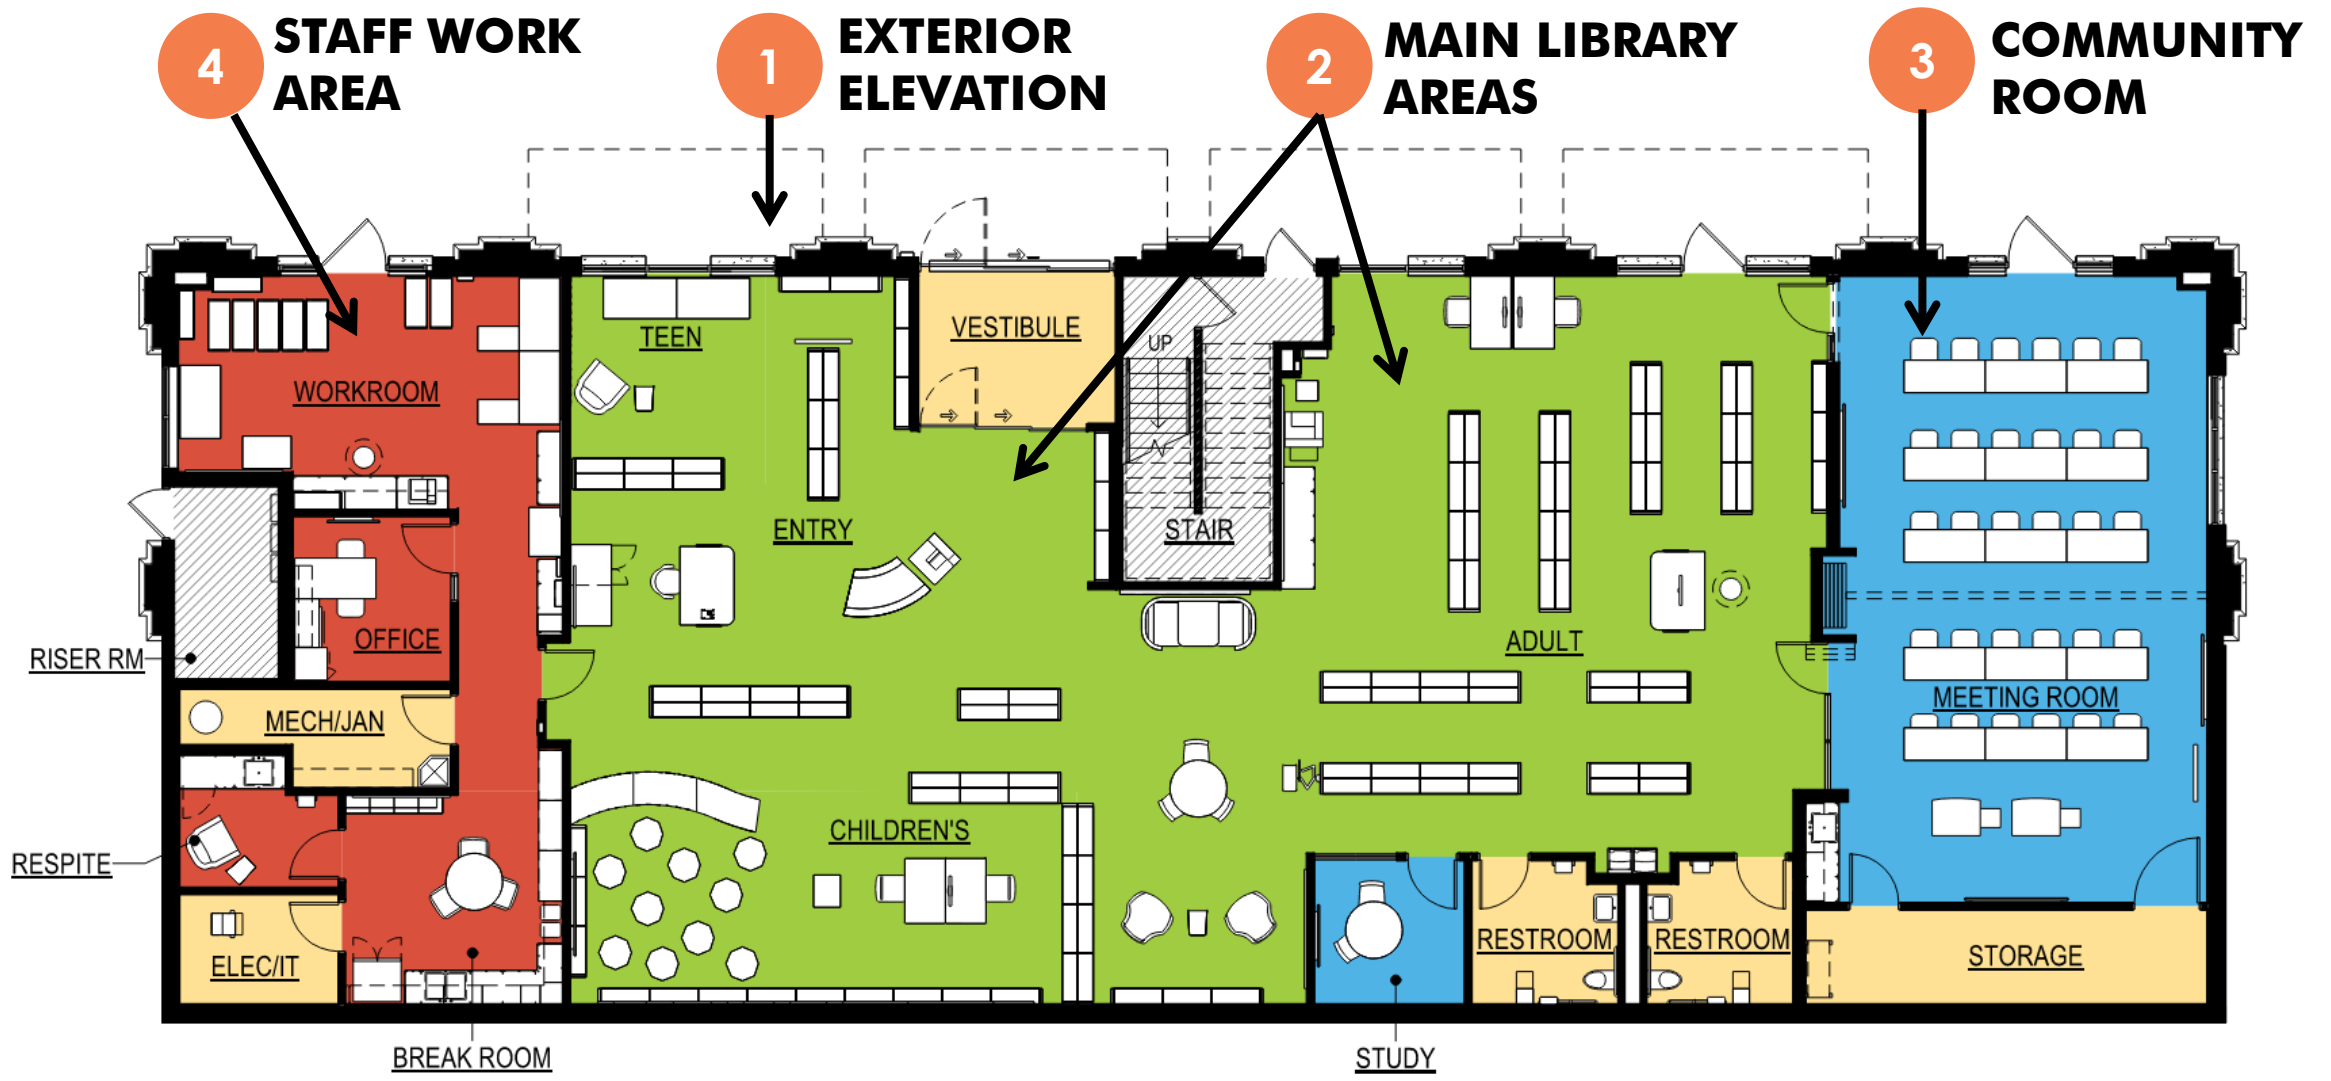 4
STAFF WORK
AREA
1
EXTERIOR
ELEVATION
2
MAIN LIBRARY
AREAS
3
COMMUNITY
ROOM
TEEN
VESTIBULE
UP
WORKROOM
ENTRY
STAIR
OFFICE
ADULT
RISER RM
MECH/JAN
MEETING ROOM
CHILDREN'S
RESPITE
RESTROOM
RESTROOM
ELEC/IT
STORAGE
BREAK ROOM
STUDY